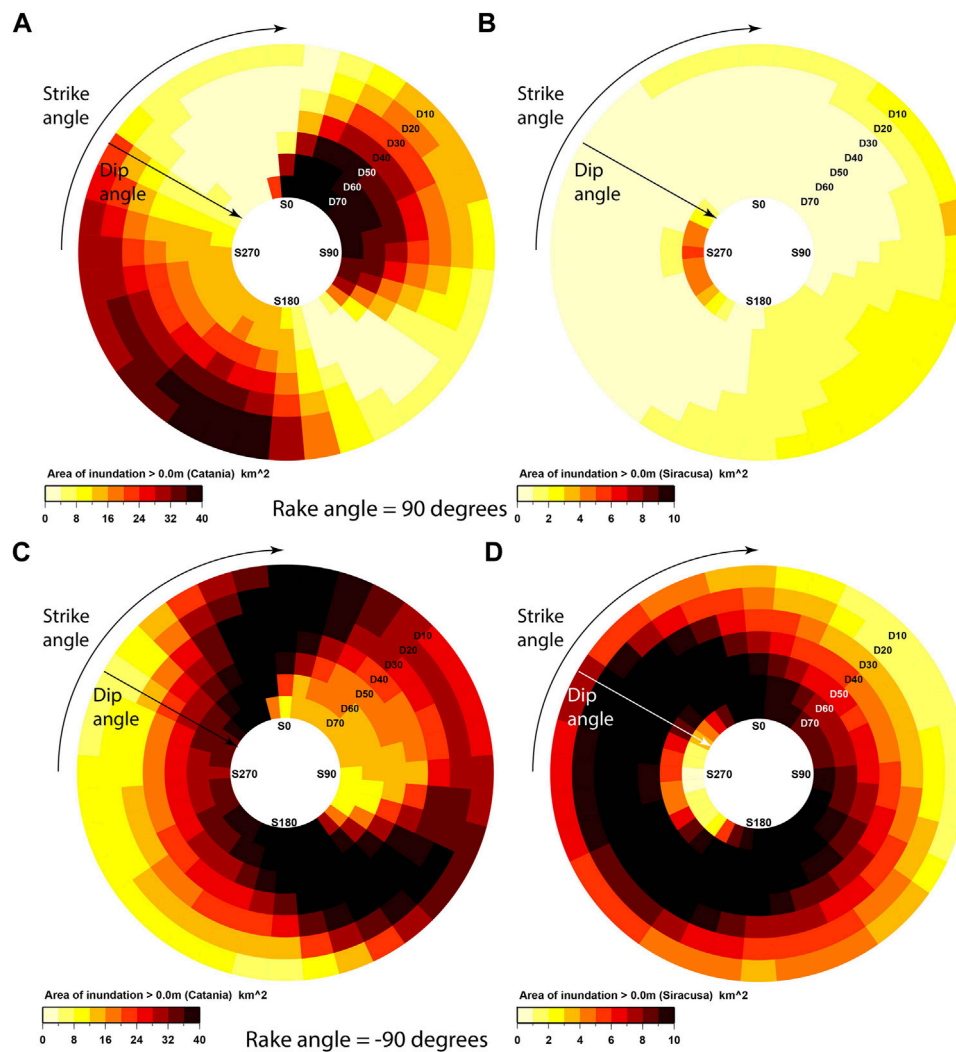 A
B
Strike
angle
Dip
angle
D10
D20
D30
D40
D50
D60
D70
S0
S270
S90
S180
Strike
angle
Dip
angle
D10
D20
D30
D40
D50
D60
D70
S0
S270
S90
S180
Area of inundation > 0.0m (Catania) km^2
0 8 16 24 32 40
Area of inundation > 0.0m (Siracusa) km^2
0 2 4 6 8 10
Rake angle = 90 degrees
C
D
Strike
angle
Dip
angle
D10
D20
D30
D40
D50
D60
D70
S0
S270
S90
S180
Strike
angle
Dip
angle
D10
D20
D30
D40
D50
D60
D70
S0
S270
S90
S180
Area of inundation > 0.0m (Catania) km^2
0 8 16 24 32 40
Area of inundation > 0.0m (Siracusa) km^2
0 2 4 6 8 10
Rake angle = -90 degrees